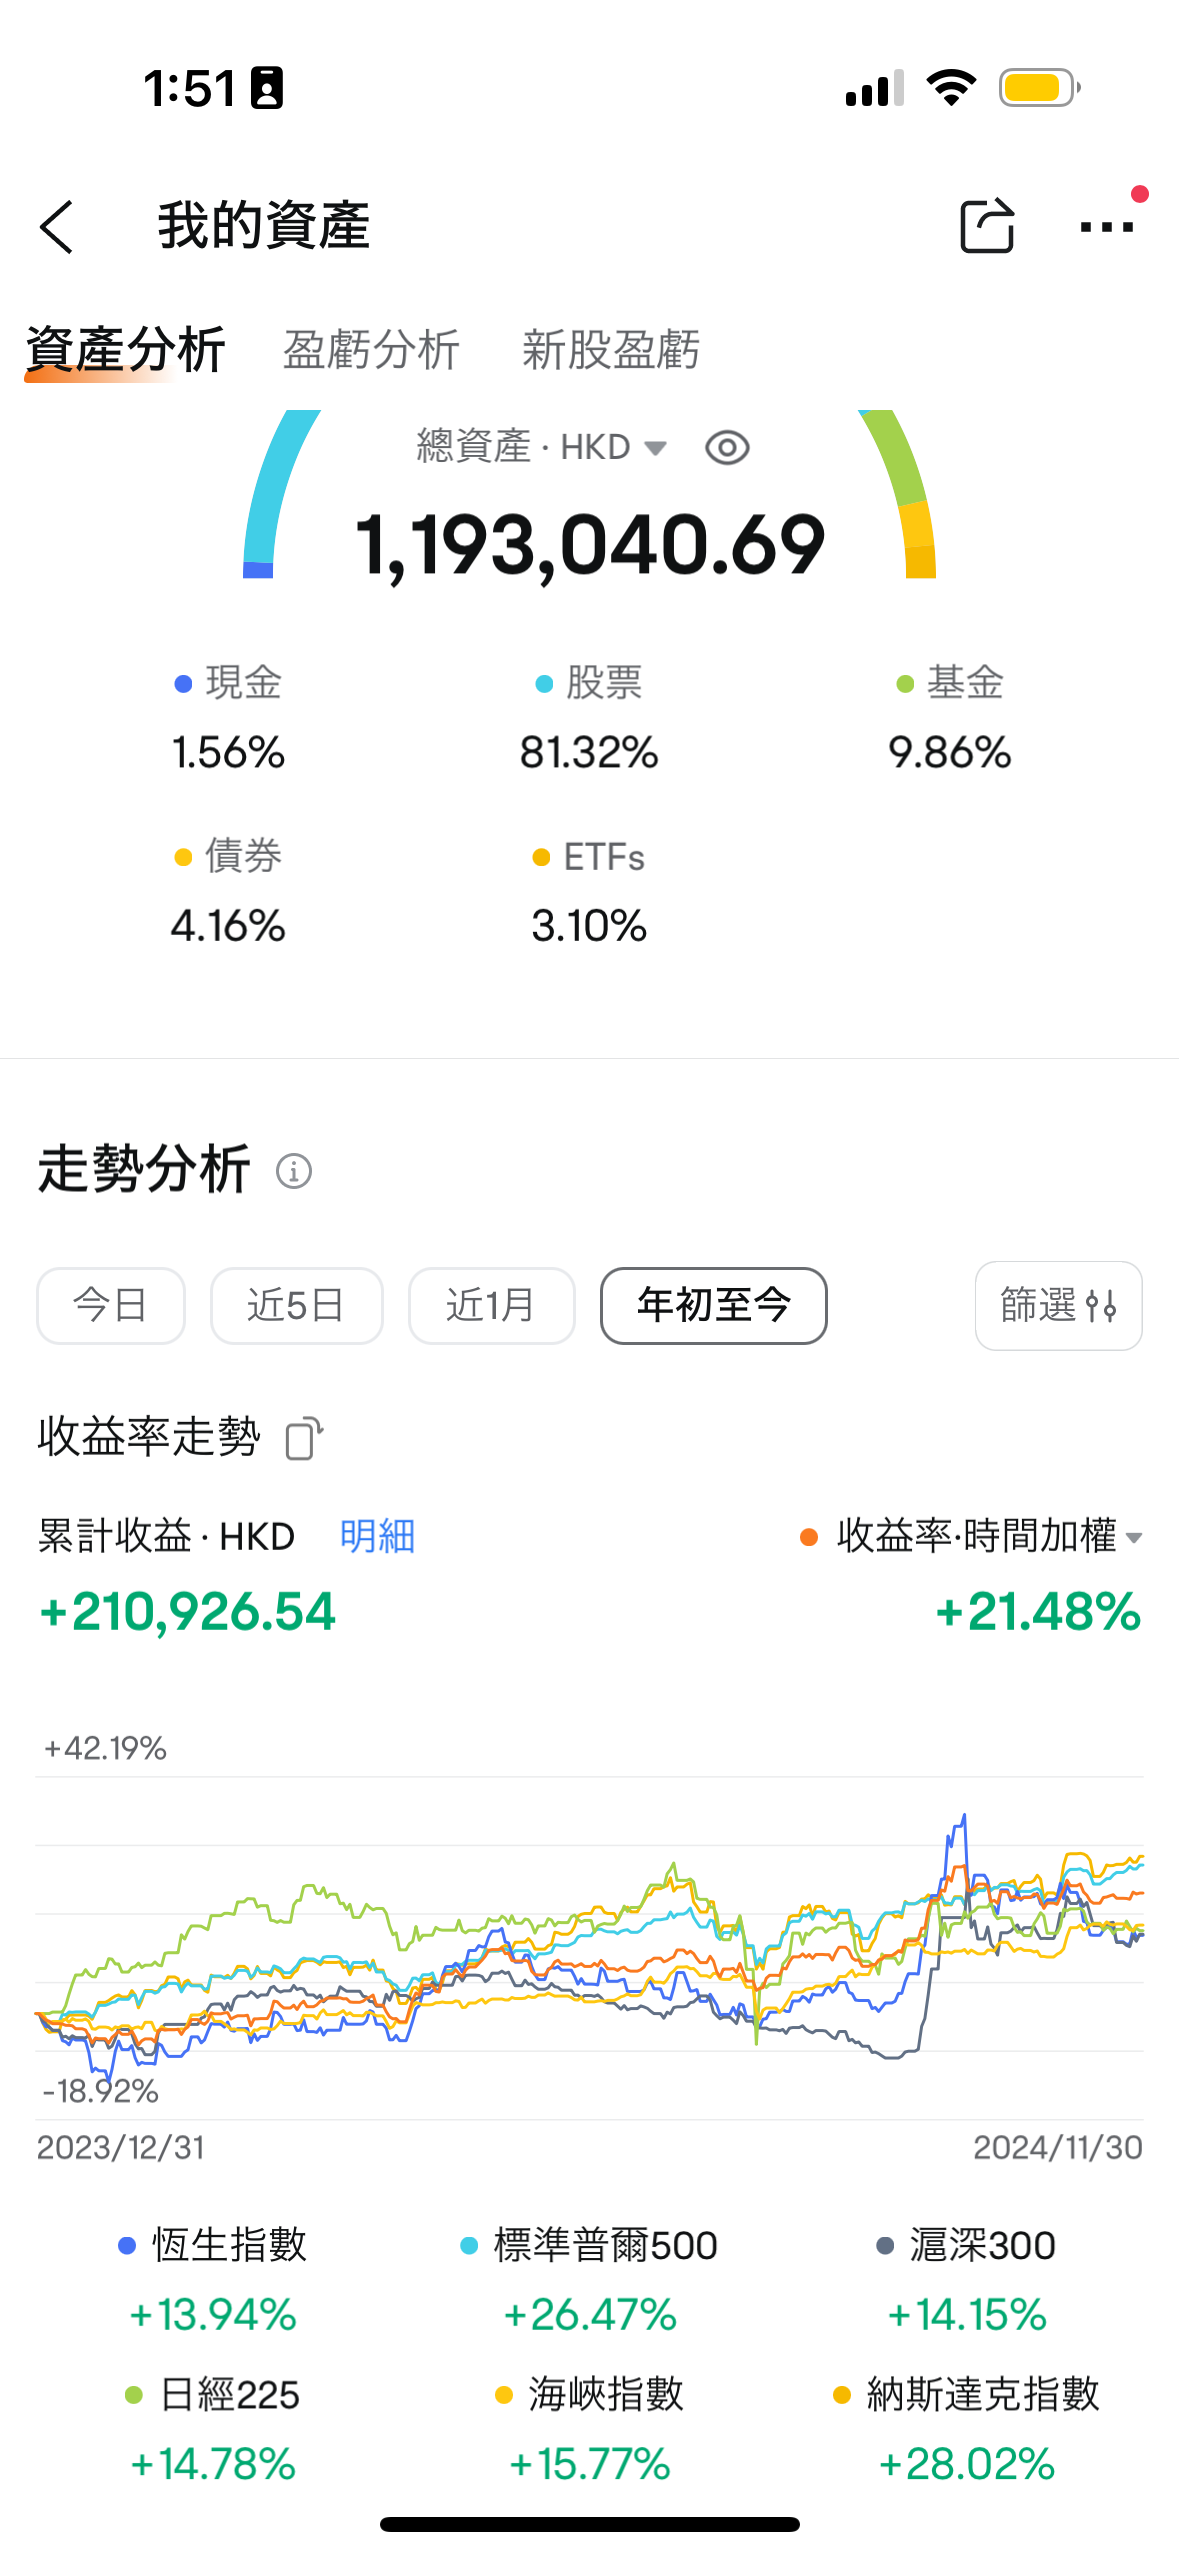 1:51
我的資產
資產分析 盈虧分析 新股盈虧
總資產 · HKD
1,193,040.69
現金 股票 基金
1.56% 81.32% 9.86%
債券 ETFs
4.16% 3.10%
走勢分析
今日 近5日 近1月 年初至今 篩選
收益率走勢
累計收益 · HKD 明細 收益率·時間加權
+210,926.54 +21.48%
+42.19%
-18.92%
2023/12/31 2024/11/30
恆生指數 標準普爾500 滬深300
+13.94% +26.47% +14.15%
日經225 海峽指數 納斯達克指數
+14.78% +15.77% +28.02%